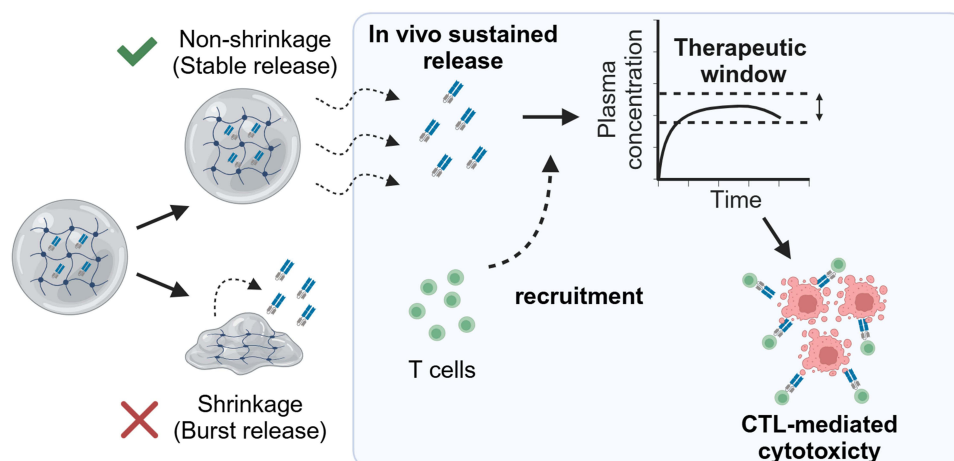 Non-shrinkage
(Stable release)
In vivo sustained
release
Plasma
concentration
Therapeutic
window
Time
recruitment
T cells
Shrinkage
(Burst release)
CTL-mediated
cytotoxicty